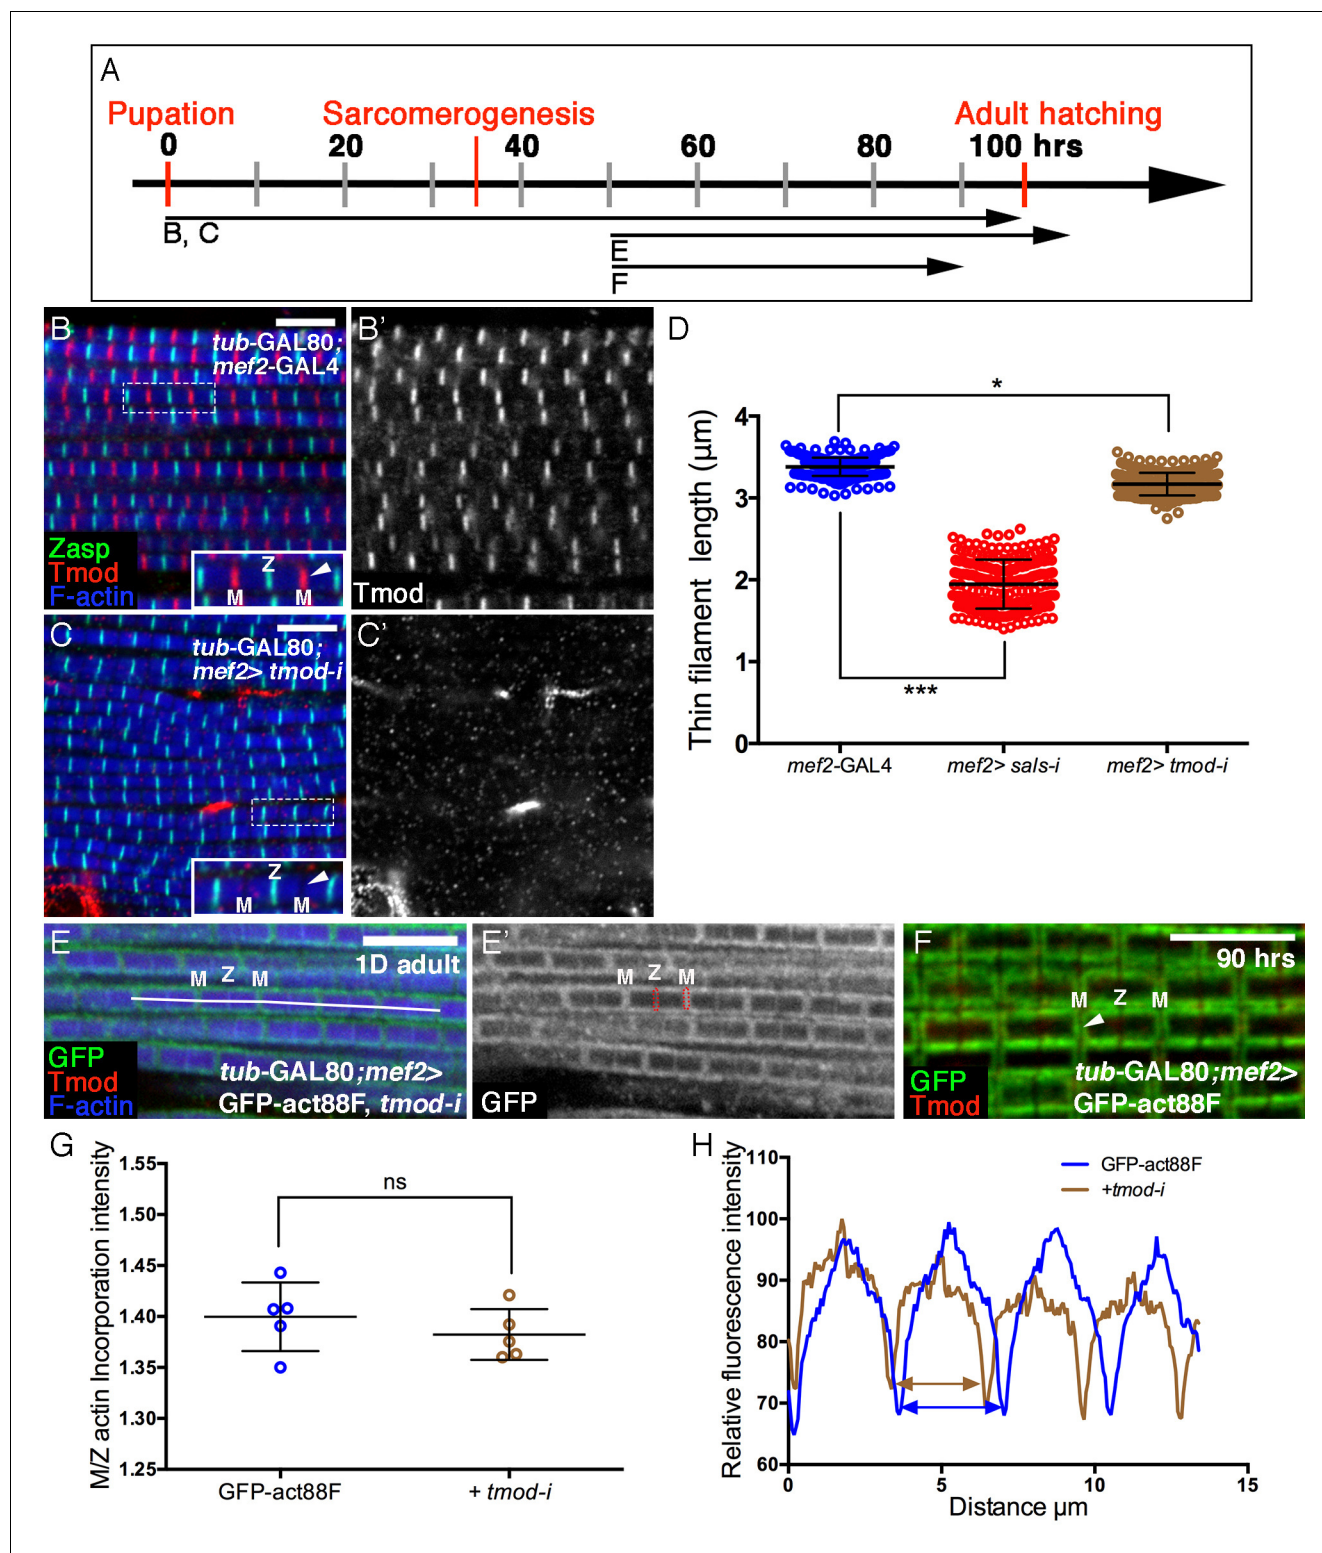 A
Pupation Sarcomerogenesis Adult hatching
0 20 40 60 80 100 hrs
B, C
E
F
B
tub-GAL80;
mef2-GAL4
Zasp
Tmod
F-actin
Z
M M
B'
Tmod
C
tub-GAL80;
mef2> tmod-i
Z
M M
C'
D
Thin filament length (µm)
4
3
2
1
0
*
***
mef2-GAL4 mef2> sals-i mef2> tmod-i
E
1D adult
M Z M
GFP
Tmod
F-actin
tub-GAL80;mef2>
GFP-act88F, tmod-i
E'
M Z M
GFP
F
90 hrs
M Z M
GFP
Tmod
tub-GAL80;mef2>
GFP-act88F
G
M/Z actin Incorporation intensity
1.55
1.50
1.45
1.40
1.35
1.30
1.25
ns
GFP-act88F + tmod-i
H
Relative fluorescence intensity
110
100
90
80
70
60
GFP-act88F
+tmod-i
0 5 10 15
Distance µm